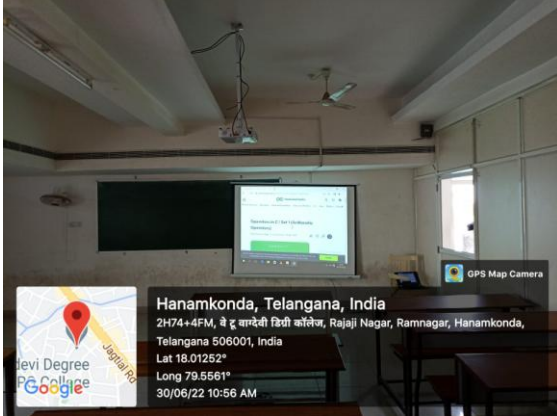 GPS Map Camera
Hanamkonda, Telangana, India
2H74+4FM, वे टू वाग्देवी डिग्री कॉलेज, Rajaji Nagar, Ramnagar, Hanamkonda,
Telangana 506001, India
Lat 18.01252°
Long 79.5561°
30/06/22 10:56 AM
devi Degree
PG College
Jagtial Rd
Google